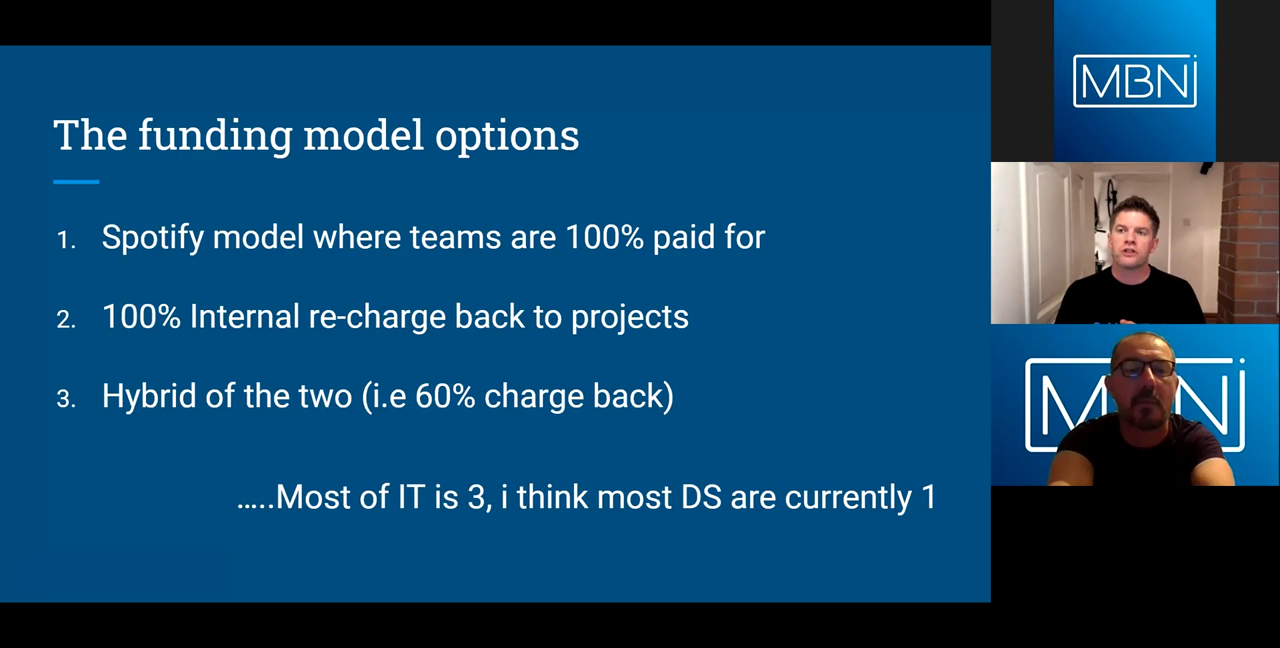 The funding model options
1. Spotify model where teams are 100% paid for
2. 100% Internal re-charge back to projects
3. Hybrid of the two (i.e 60% charge back)
.....Most of IT is 3, i think most DS are currently 1
MBN
MBN